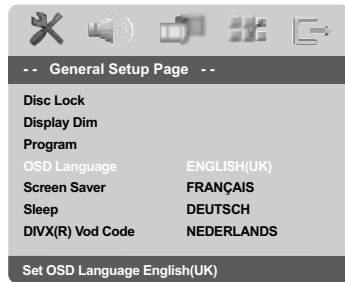 -- General Setup Page --
Disc Lock
Display Dim
Program
OSD Language ENGLISH(UK)
Screen Saver FRANÇAIS
Sleep DEUTSCH
DIVX(R) Vod Code NEDERLANDS
Set OSD Language English(UK)